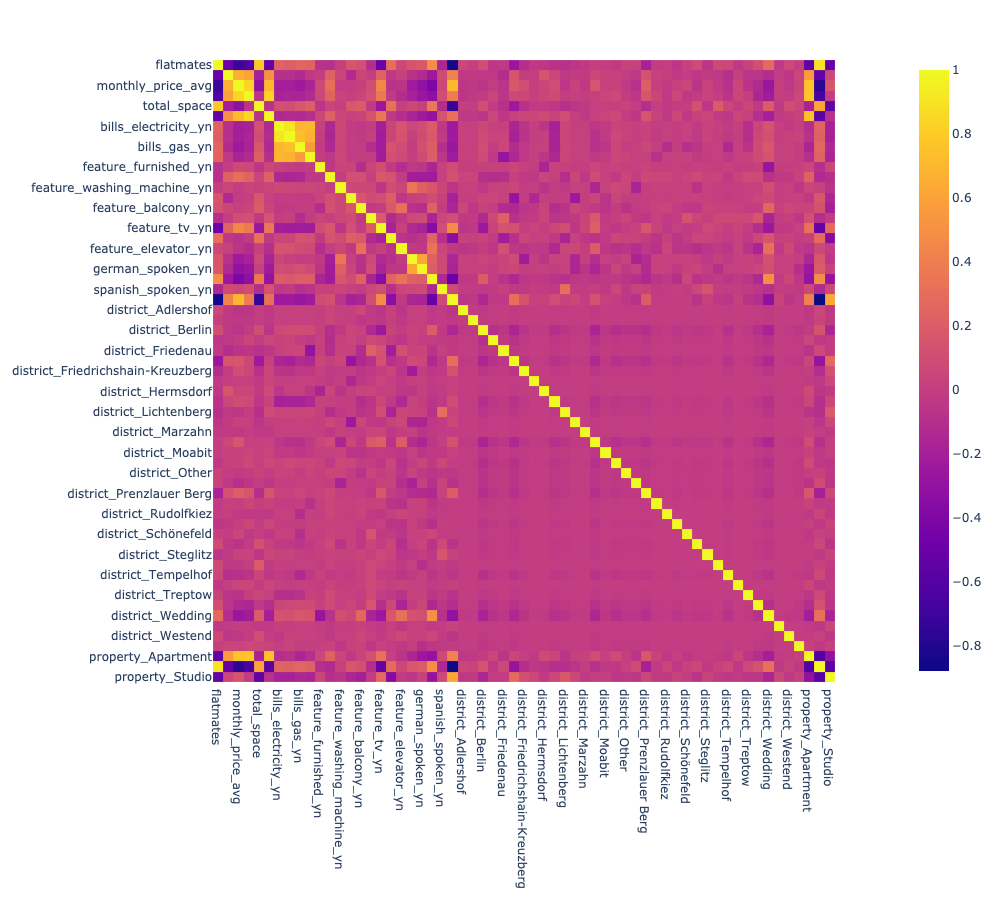 flatmates
monthly_price_avg
total_space
bills_electricity_yn
bills_gas_yn
feature_furnished_yn
feature_washing_machine_yn
feature_balcony_yn
feature_tv_yn
feature_elevator_yn
german_spoken_yn
spanish_spoken_yn
district_Adlershof
district_Berlin
district_Friedenau
district_Friedrichshain-Kreuzberg
district_Hermsdorf
district_Lichtenberg
district_Marzahn
district_Moabit
district_Other
district_Prenzlauer Berg
district_Rudolfkiez
district_Schönefeld
district_Steglitz
district_Tempelhof
district_Treptow
district_Wedding
district_Westend
property_Apartment
property_Studio
flatmates
monthly_price_avg
total_space
bills_electricity_yn
bills_gas_yn
feature_furnished_yn
feature_washing_machine_yn
feature_balcony_yn
feature_tv_yn
feature_elevator_yn
german_spoken_yn
spanish_spoken_yn
district_Adlershof
district_Berlin
district_Friedenau
district_Friedrichshain-Kreuzberg
district_Hermsdorf
district_Lichtenberg
district_Marzahn
district_Moabit
district_Other
district_Prenzlauer Berg
district_Rudolfkiez
district_Schönefeld
district_Steglitz
district_Tempelhof
district_Treptow
district_Wedding
district_Westend
property_Apartment
property_Studio
1
0.8
0.6
0.4
0.2
0
−0.2
−0.4
−0.6
−0.8